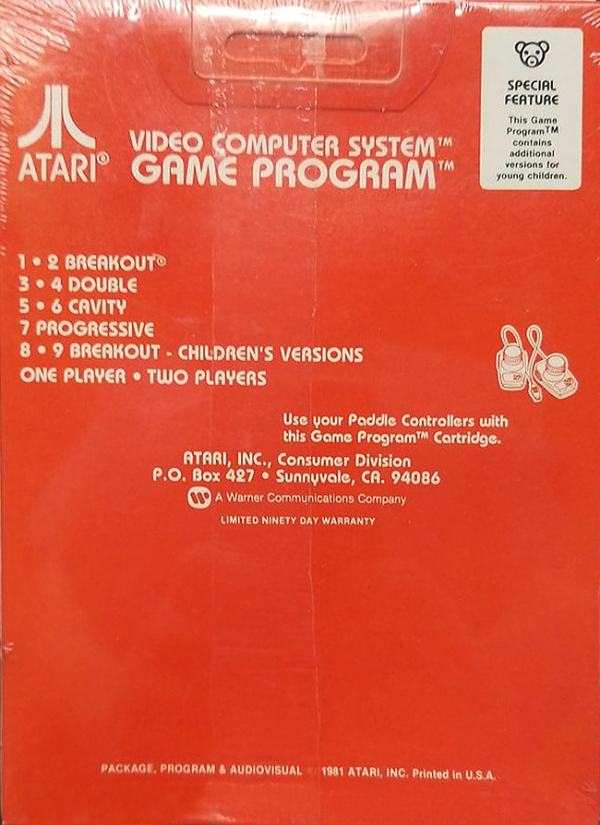 SPECIAL
FEATURE
This Game
Program™
contains
additional
versions for
young children.
ATARI®
VIDEO COMPUTER SYSTEM™
GAME PROGRAM™
1 • 2 BREAKOUT®
3 • 4 DOUBLE
5 • 6 CAVITY
7 PROGRESSIVE
8 • 9 BREAKOUT - CHILDREN'S VERSIONS
ONE PLAYER • TWO PLAYERS
Use your Paddle Controllers with
this Game Program™ Cartridge.
ATARI, INC., Consumer Division
P.O. Box 427 • Sunnyvale, CA. 94086
A Warner Communications Company
LIMITED NINETY DAY WARRANTY
PACKAGE, PROGRAM & AUDIOVISUAL © 1981 ATARI, INC. Printed in U.S.A.